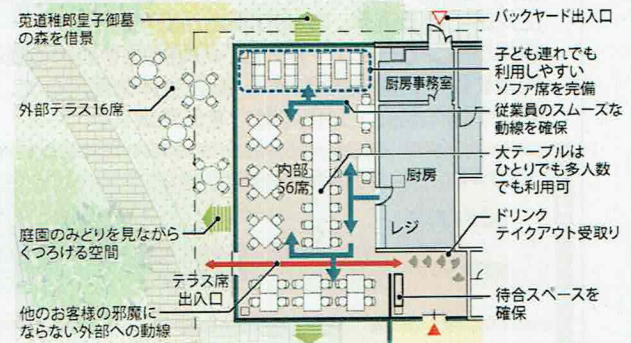 莵道稚郎皇子御墓
の森を借景
外部テラス16席
庭園のみどりを見ながら
くつろげる空間
他のお客様の邪魔に
ならない外部への動線
テラス席
出入口
内部
56席
厨房事務室
厨房
レジ
バックヤード出入口
子ども連れでも
利用しやすい
ソファ席を完備
従業員のスムーズな
動線を確保
大テーブルは
ひとりでも多人数
でも利用可
ドリンク
テイクアウト受取り
待合スペースを
確保